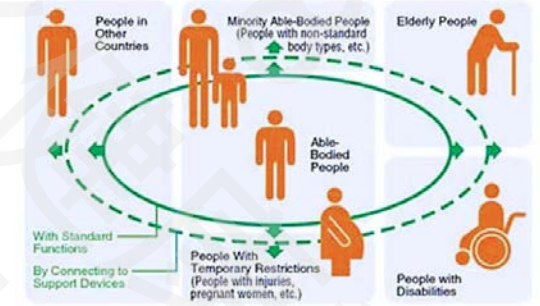 People in
Other
Countries
Minority Able-Bodied People
(People with non-standard
body types, etc.)
Elderly People
Able-
Bodied
People
With Standard
Functions
By Connecting to
Support Devices
People With
Temporary Restrictions
(People with injuries,
pregnant women, etc.)
People with
Disabilities